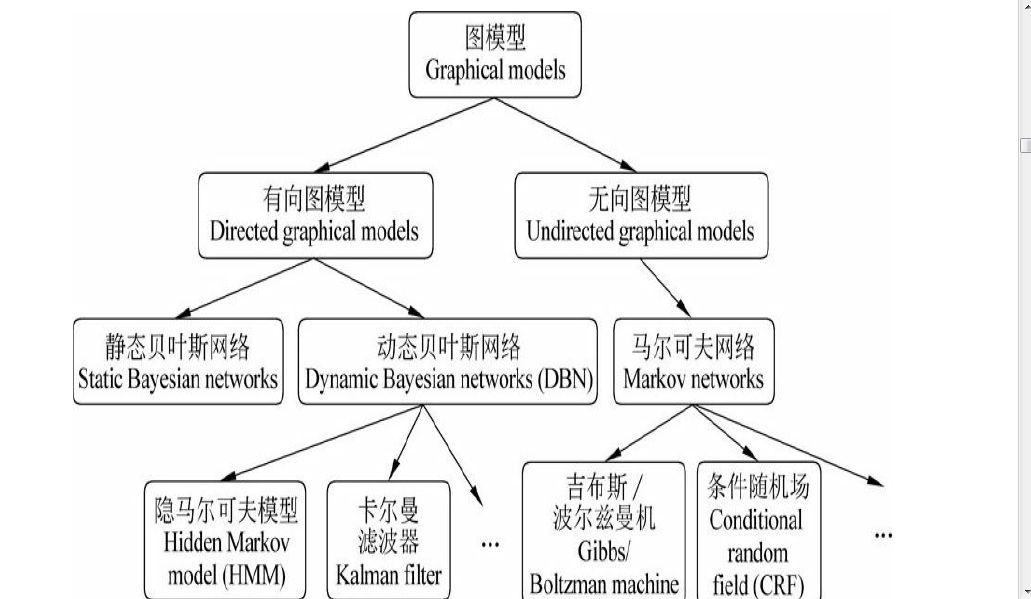 图模型
Graphical models
有向图模型
Directed graphical models
无向图模型
Undirected graphical models
静态贝叶斯网络
Static Bayesian networks
动态贝叶斯网络
Dynamic Bayesian networks (DBN)
马尔可夫网络
Markov networks
隐马尔可夫模型
Hidden Markov
model (HMM)
卡尔曼
滤波器
Kalman filter
...
吉布斯/
波尔兹曼机
Gibbs/
Boltzman machine
条件随机场
Conditional
random
field (CRF)
...